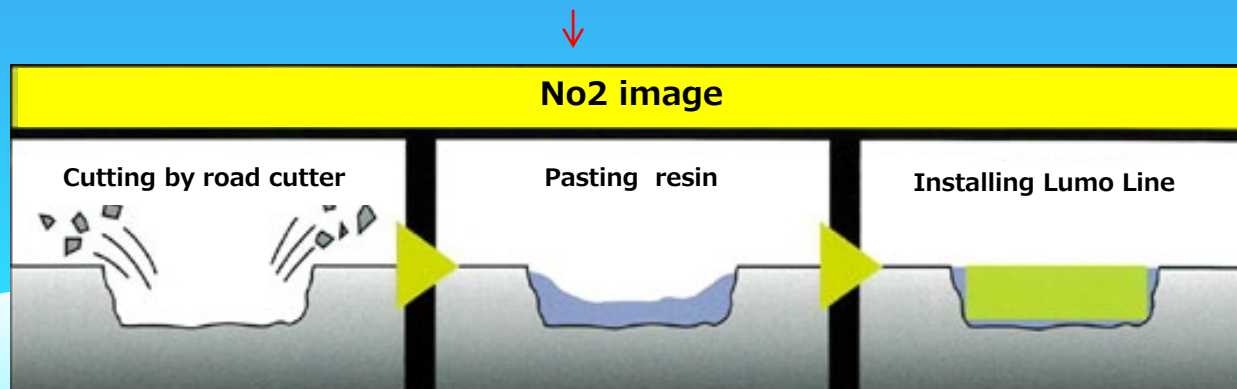 No2 image
Cutting by road cutter
Pasting resin
Installing Lumo Line